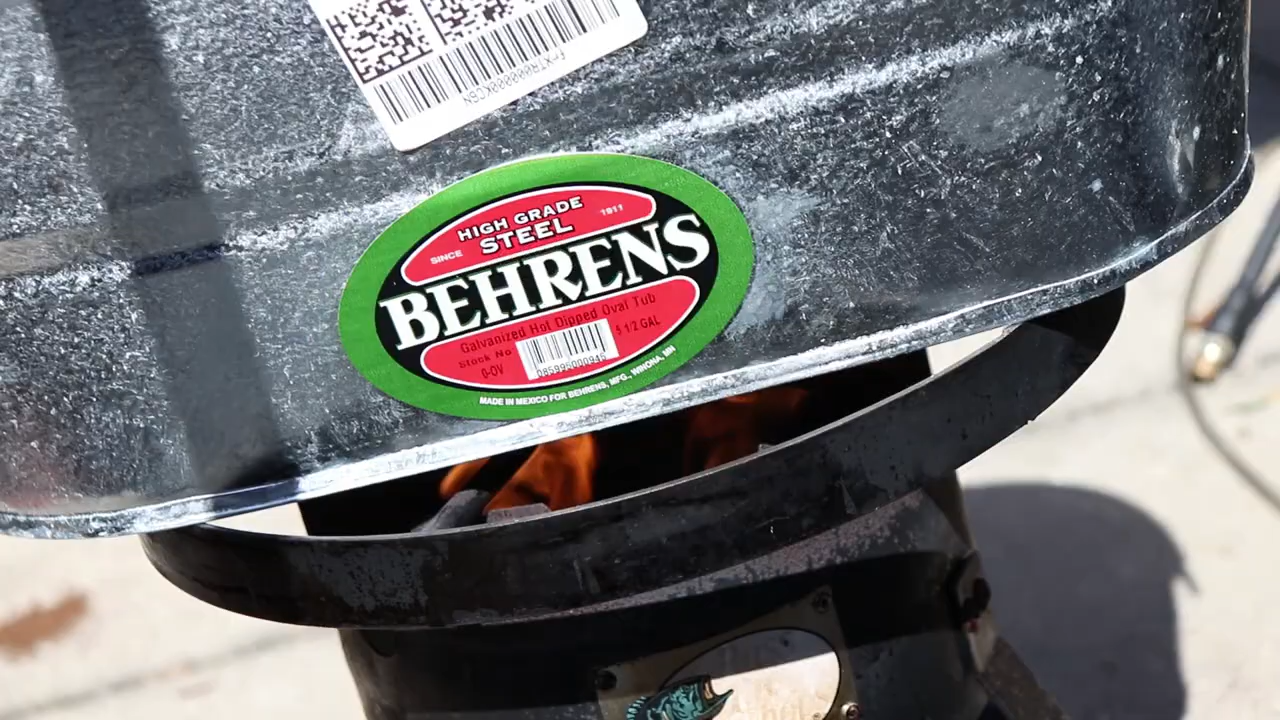 HIGH GRADE
STEEL
SINCE 1911
BEHRENS
Galvanized Hot Dipped Oval Tub
Stock No
0-OV
5 1/2 GAL
MADE IN MEXICO FOR BEHRENS, MFG., WINONA, MN